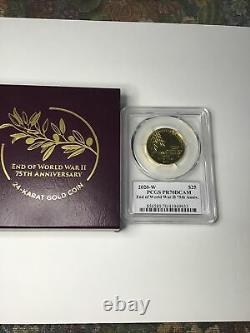 END OF WORLD WAR II
75TH ANNIVERSARY
24-KARAT GOLD COIN
2020-W $25
PCGS PR70DCAM
End of World War II 75th Anniv.